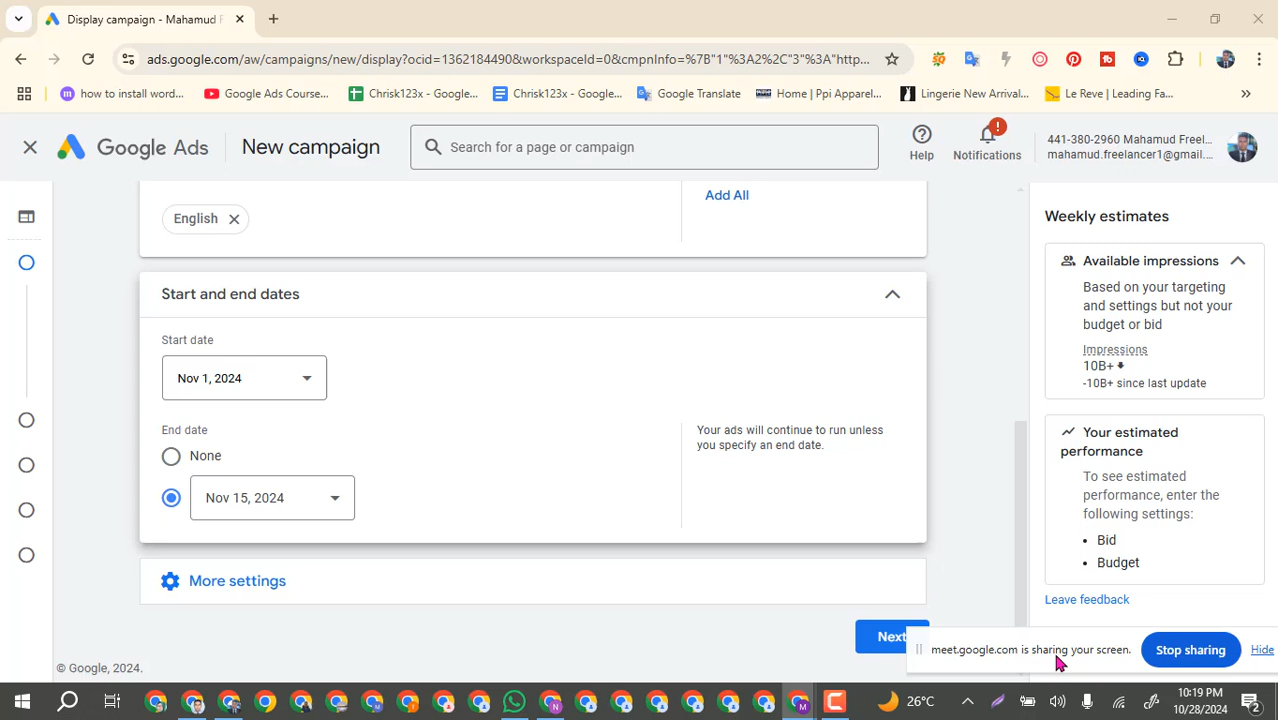 Display campaign - Mahamud F
ads.google.com/aw/campaigns/new/display?ocid=1362184490&workspaceId=0&cmpnInfo=%7B"1"%3A2%2C"3"%3A"http...
how to install word...
Google Ads Course...
Chrisk123x - Google...
Chrisk123x - Google...
Google Translate
Home | Ppi Apparel...
Lingerie New Arrival...
Le Reve | Leading Fa...
Google Ads
New campaign
Search for a page or campaign
Help
Notifications
441-380-2960 Mahamud Freel...
mahamud.freelancer1@gmail....
Add All
English
Start and end dates
Start date
Nov 1, 2024
End date
None
Nov 15, 2024
Your ads will continue to run unless
you specify an end date.
More settings
Next
© Google, 2024.
Weekly estimates
Available impressions
Based on your targeting
and settings but not your
budget or bid
Impressions
10B+
-10B+ since last update
Your estimated
performance
To see estimated
performance, enter the
following settings:
• Bid
• Budget
Leave feedback
meet.google.com is sharing your screen.
Stop sharing
Hide
26°C
10:19 PM
10/28/2024
2